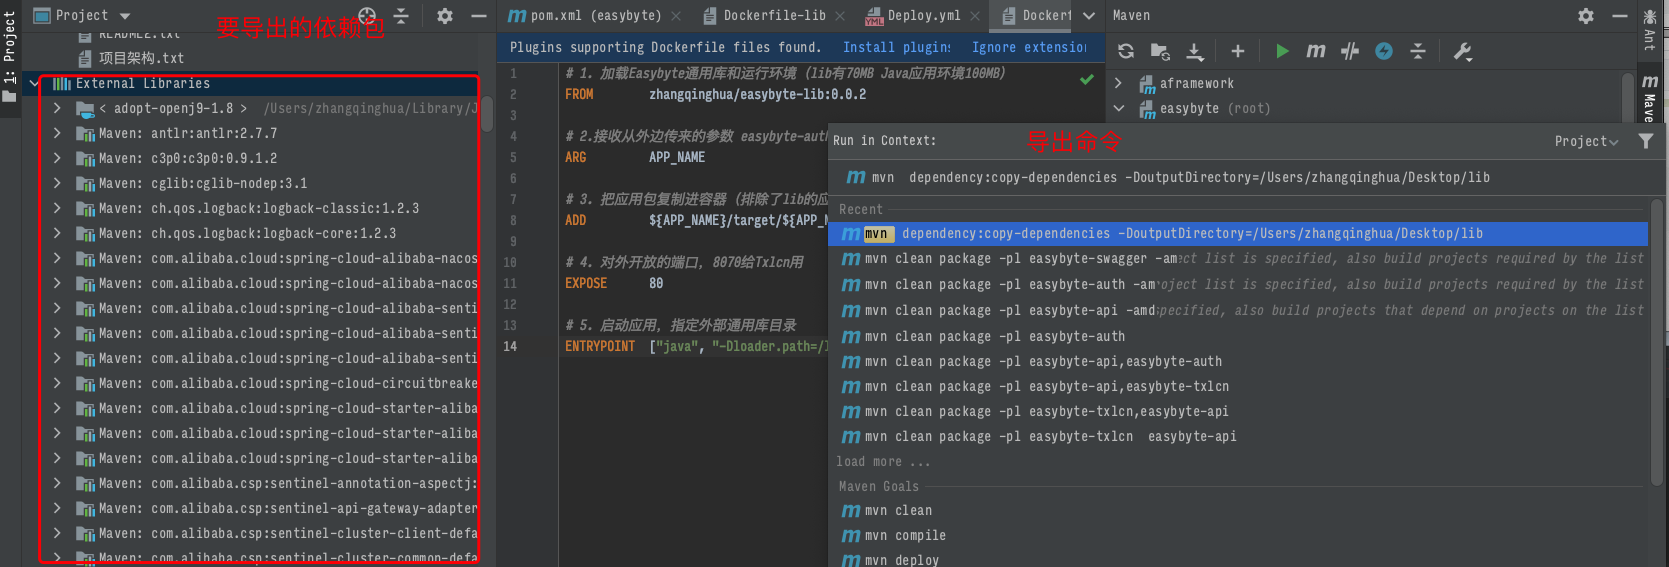 1: Project
Project
要导出的依赖包
README2.txt
项目架构.txt
External Libraries
< adopt-openj9-1.8 > /Users/zhangqinghua/Library/J
Maven: antlr:antlr:2.7.7
Maven: c3p0:c3p0:0.9.1.2
Maven: cglib:cglib-nodep:3.1
Maven: ch.qos.logback:logback-classic:1.2.3
Maven: ch.qos.logback:logback-core:1.2.3
Maven: com.alibaba.cloud:spring-cloud-alibaba-nacos
Maven: com.alibaba.cloud:spring-cloud-alibaba-nacos
Maven: com.alibaba.cloud:spring-cloud-alibaba-senti
Maven: com.alibaba.cloud:spring-cloud-alibaba-senti
Maven: com.alibaba.cloud:spring-cloud-alibaba-senti
Maven: com.alibaba.cloud:spring-cloud-circuitbreake
Maven: com.alibaba.cloud:spring-cloud-starter-aliba
Maven: com.alibaba.cloud:spring-cloud-starter-aliba
Maven: com.alibaba.cloud:spring-cloud-starter-aliba
Maven: com.alibaba.csp:sentinel-annotation-aspectj:
Maven: com.alibaba.csp:sentinel-api-gateway-adapter
Maven: com.alibaba.csp:sentinel-cluster-client-defa
Maven: com.alibaba.csp:sentinel-cluster-common-defa
pom.xml (easybyte)
Dockerfile-lib
Deploy.yml
Dockerf
Plugins supporting Dockerfile files found. Install plugins Ignore extension
1 # 1. 加载Easybyte通用库和运行环境（lib有70MB Java应用环境100MB）
2 FROM zhangqinghua/easybyte-lib:0.0.2
3
4 # 2.接收从外边传来的参数 easybyte-auth
5 ARG APP_NAME
6
7 # 3. 把应用包复制进容器（排除了lib的应
8 ADD ${APP_NAME}/target/${APP_N
9
10 # 4. 对外开放的端口, 8070给Txlcn用
11 EXPOSE 80
12
13 # 5. 启动应用, 指定外部通用库目录
14 ENTRYPOINT ["java", "-Dloader.path=/l
Maven
aframework
easybyte (root)
Ant
Maven
Run in Context:
导出命令
Project
mvn dependency:copy-dependencies -DoutputDirectory=/Users/zhangqinghua/Desktop/lib
Recent
mvn dependency:copy-dependencies -DoutputDirectory=/Users/zhangqinghua/Desktop/lib
mvn clean package -pl easybyte-swagger -am ect list is specified, also build projects required by the list
mvn clean package -pl easybyte-auth -am roject list is specified, also build projects required by the list
mvn clean package -pl easybyte-api -amd specified, also build projects that depend on projects on the list
mvn clean package -pl easybyte-auth
mvn clean package -pl easybyte-api,easybyte-auth
mvn clean package -pl easybyte-api,easybyte-txlcn
mvn clean package -pl easybyte-txlcn,easybyte-api
mvn clean package -pl easybyte-txlcn easybyte-api
load more ...
Maven Goals
mvn clean
mvn compile
mvn deploy